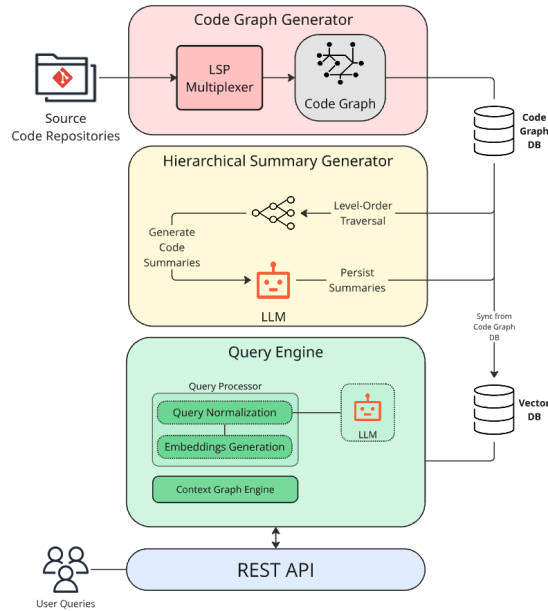 Code Graph Generator
LSP
Multiplexer
Code Graph
Source
Code Repositories
Code
Graph
DB
Hierarchical Summary Generator
Level-Order
Traversal
Generate
Code
Summaries
Persist
Summaries
LLM
Sync from
Code Graph
DB
Query Engine
Query Processor
Query Normalization
LLM
Embeddings Generation
Context Graph Engine
Vector
DB
REST API
User Queries